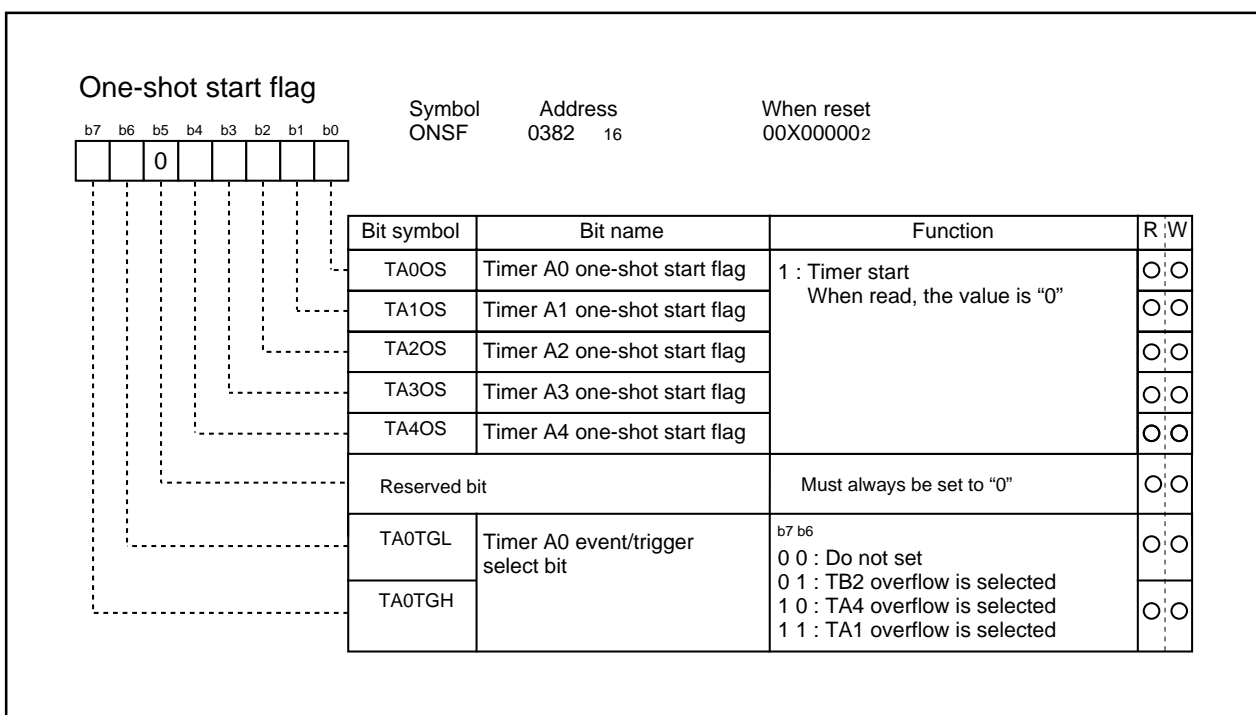 One-shot start flag
Symbol Address When reset
ONSF 0382 16 00X000002
b7 b6 b5 b4 b3 b2 b1 b0
0
Bit symbol Bit name Function R W
TA0OS Timer A0 one-shot start flag 1 : Timer start
When read, the value is “0”
TA1OS Timer A1 one-shot start flag
TA2OS Timer A2 one-shot start flag
TA3OS Timer A3 one-shot start flag
TA4OS Timer A4 one-shot start flag
Reserved bit Must always be set to “0”
TA0TGL Timer A0 event/trigger
select bit
TA0TGH
b7 b6
0 0 : Do not set
0 1 : TB2 overflow is selected
1 0 : TA4 overflow is selected
1 1 : TA1 overflow is selected